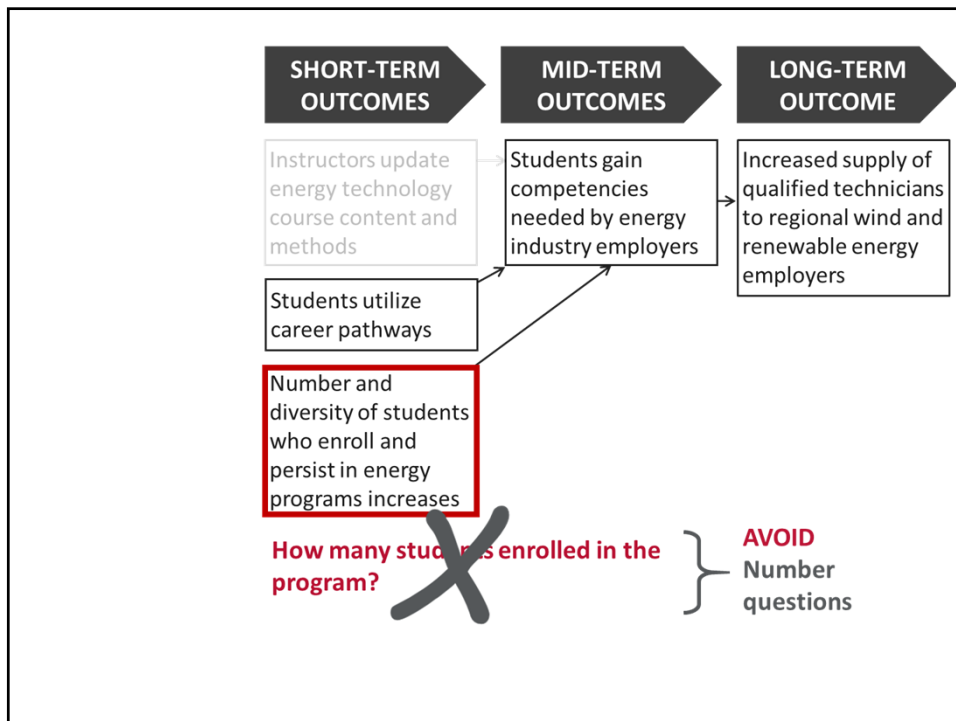 SHORT-TERM
OUTCOMES
MID-TERM
OUTCOMES
LONG-TERM
OUTCOME
Instructors update
energy technology
course content and
methods
Students gain
competencies
needed by energy
industry employers
Increased supply of
qualified technicians
to regional wind and
renewable energy
employers
Students utilize
career pathways
Number and
diversity of students
who enroll and
persist in energy
programs increases
How many students enrolled in the
program?
AVOID
Number
questions